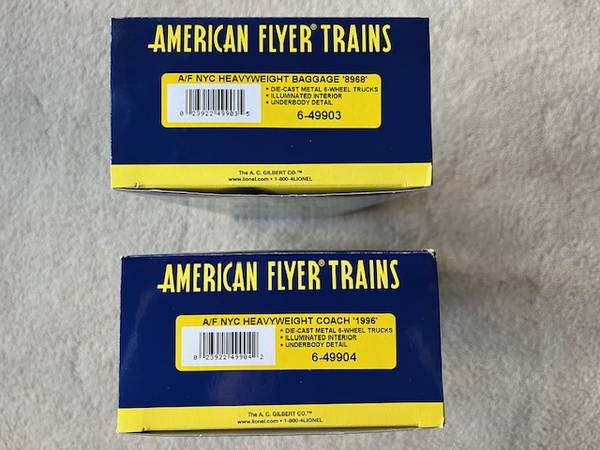 AMERICAN FLYER® TRAINS
A/F NYC HEAVYWEIGHT BAGGAGE '8968'
• DIE-CAST METAL 6-WHEEL TRUCKS
• ILLUMINATED INTERIOR
• UNDERBODY DETAIL
0 23922 49903 5
6-49903
The A. C. GILBERT CO.™
www.lionel.com • 1-800-4LIONEL
AMERICAN FLYER® TRAINS
A/F NYC HEAVYWEIGHT COACH '1996'
• DIE-CAST METAL 6-WHEEL TRUCKS
• ILLUMINATED INTERIOR
• UNDERBODY DETAIL
0 23922 49904 2
6-49904
The A. C. GILBERT CO.™
www.lionel.com • 1-800-4LIONEL